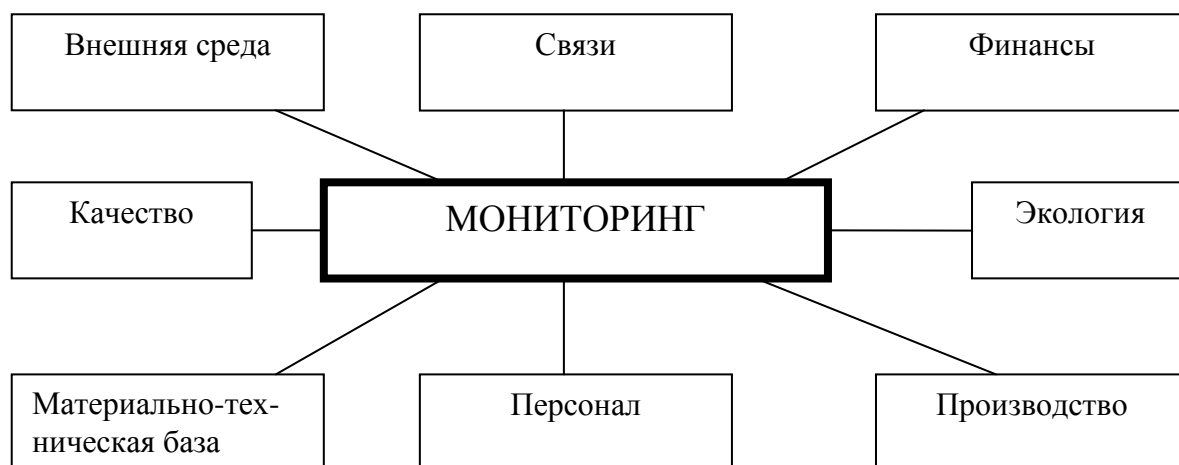 Внешняя среда
Связи
Финансы
Качество
МОНИТОРИНГ
Экология
Материально-тех-
ническая база
Персонал
Производство